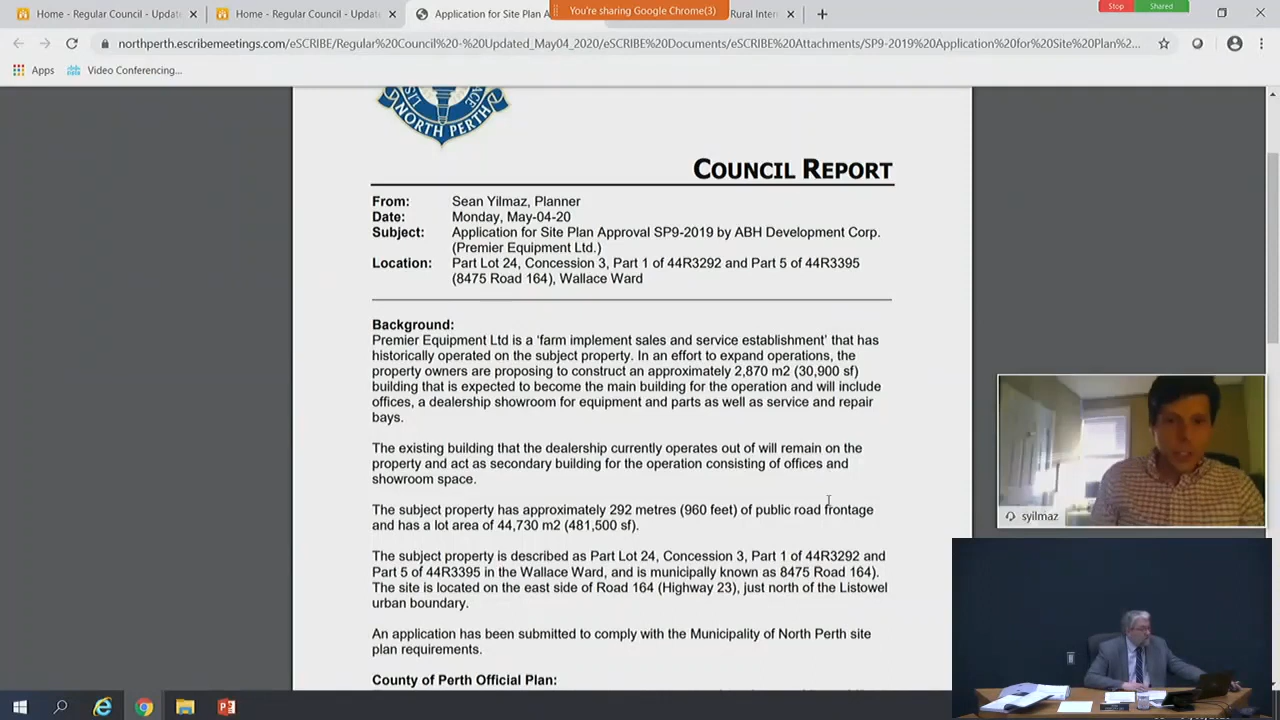 Home - Regular Council - Update
Home - Regular Council - Update
Application for Site Plan A
You're sharing Google Chrome(3)
Rural Inter
Stop
Shared
northperth.escribemeetings.com/eSCRIBE/Regular%20Council%20-%20Updated_May04_2020/eSCRIBE%20Documents/eSCRIBE%20Attachments/SP9-2019%20Application%20for%20Site%20Plan%...
Apps
Video Conferencing...
NORTH PERTH
COUNCIL REPORT
From: Sean Yilmaz, Planner
Date: Monday, May-04-20
Subject: Application for Site Plan Approval SP9-2019 by ABH Development Corp.
(Premier Equipment Ltd.)
Location: Part Lot 24, Concession 3, Part 1 of 44R3292 and Part 5 of 44R3395
(8475 Road 164), Wallace Ward
Background:
Premier Equipment Ltd is a 'farm implement sales and service establishment' that has
historically operated on the subject property. In an effort to expand operations, the
property owners are proposing to construct an approximately 2,870 m2 (30,900 sf)
building that is expected to become the main building for the operation and will include
offices, a dealership showroom for equipment and parts as well as service and repair
bays.
The existing building that the dealership currently operates out of will remain on the
property and act as secondary building for the operation consisting of offices and
showroom space.
The subject property has approximately 292 metres (960 feet) of public road frontage
and has a lot area of 44,730 m2 (481,500 sf).
The subject property is described as Part Lot 24, Concession 3, Part 1 of 44R3292 and
Part 5 of 44R3395 in the Wallace Ward, and is municipally known as 8475 Road 164).
The site is located on the east side of Road 164 (Highway 23), just north of the Listowel
urban boundary.
An application has been submitted to comply with the Municipality of North Perth site
plan requirements.
County of Perth Official Plan:
syilmaz